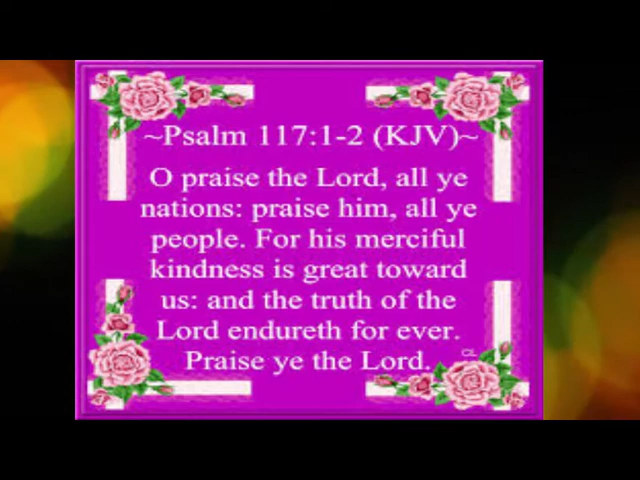 ~Psalm 117:1-2 (KJV)~
O praise the Lord, all ye
nations: praise him, all ye
people. For his merciful
kindness is great toward
us: and the truth of the
Lord endureth for ever.
Praise ye the Lord.